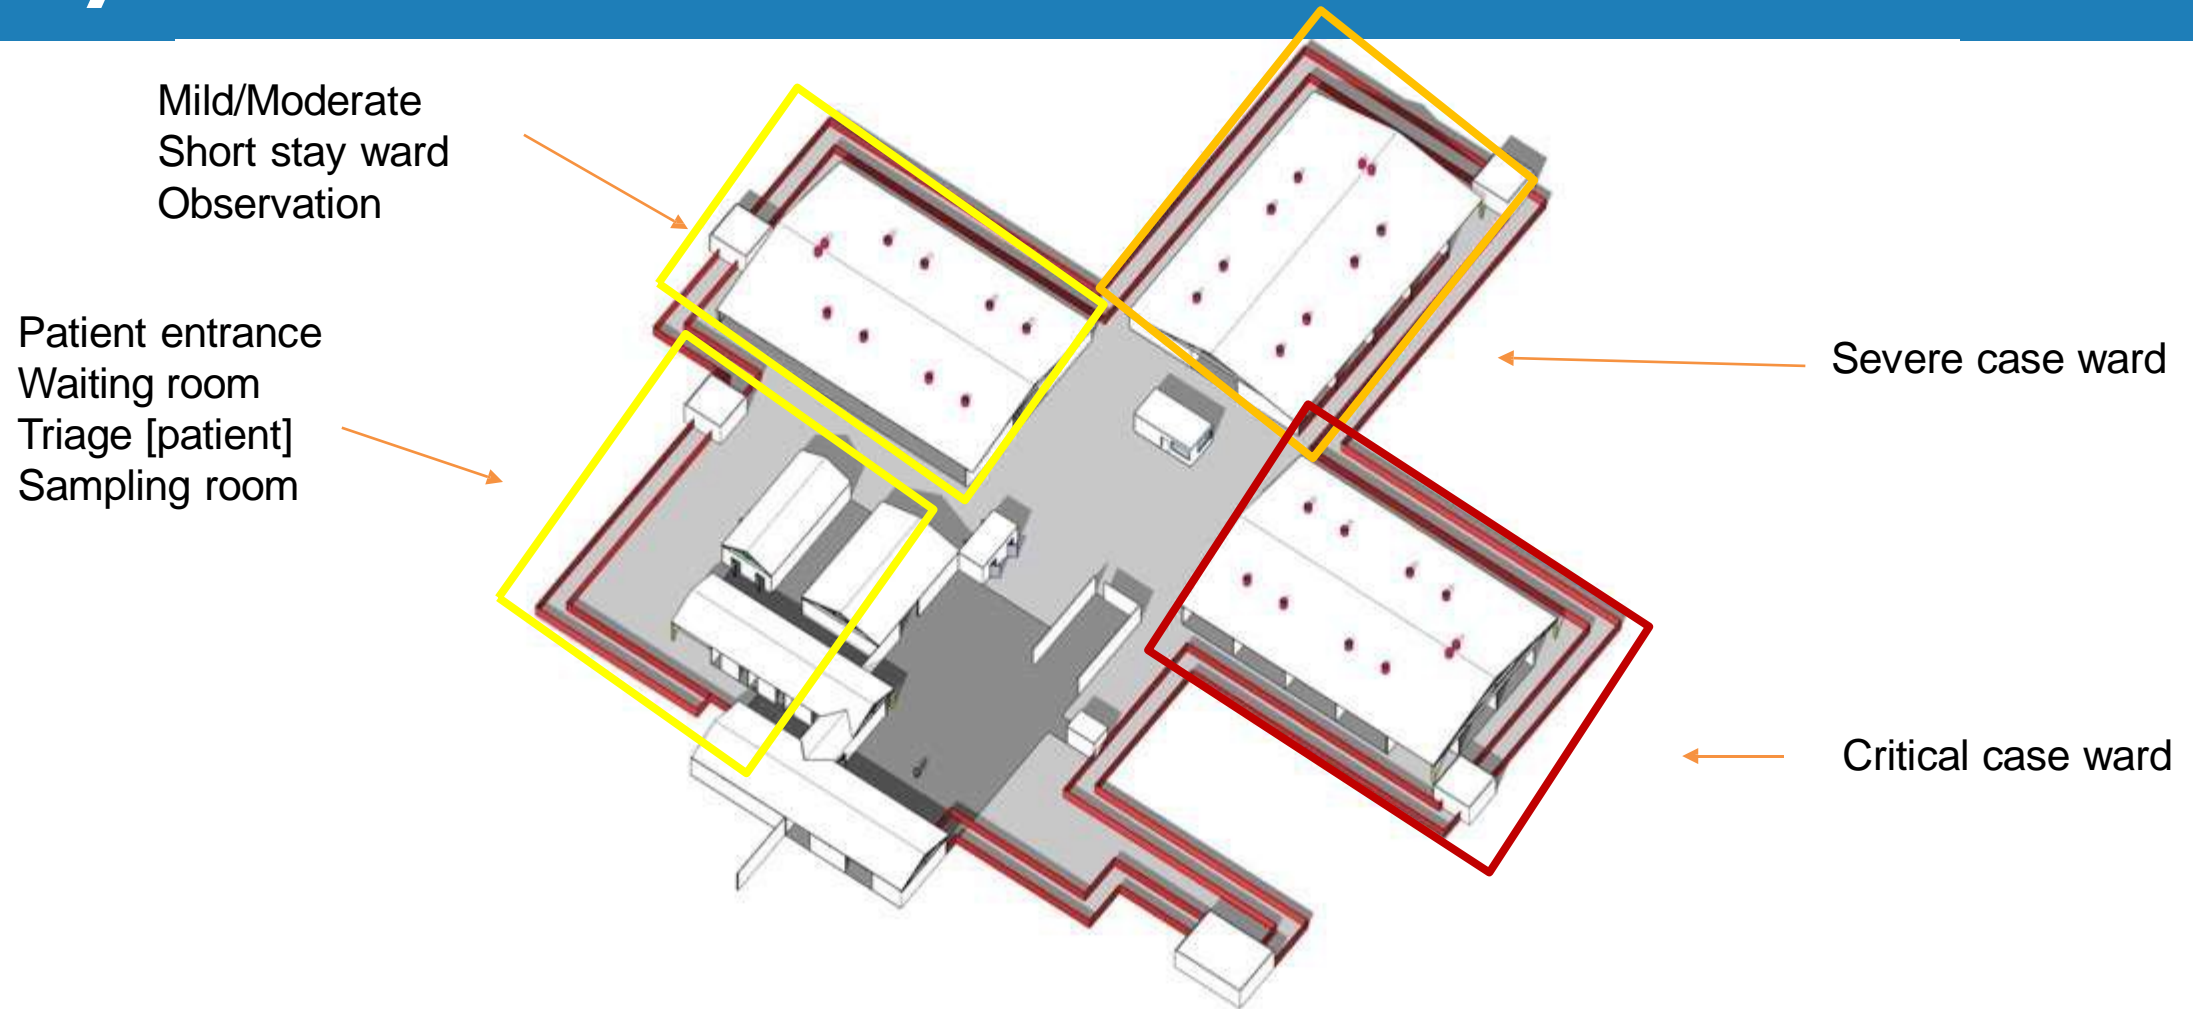 Mild/Moderate
Short stay ward
Observation
Patient entrance
Waiting room
Triage [patient]
Sampling room
Severe case ward
Critical case ward